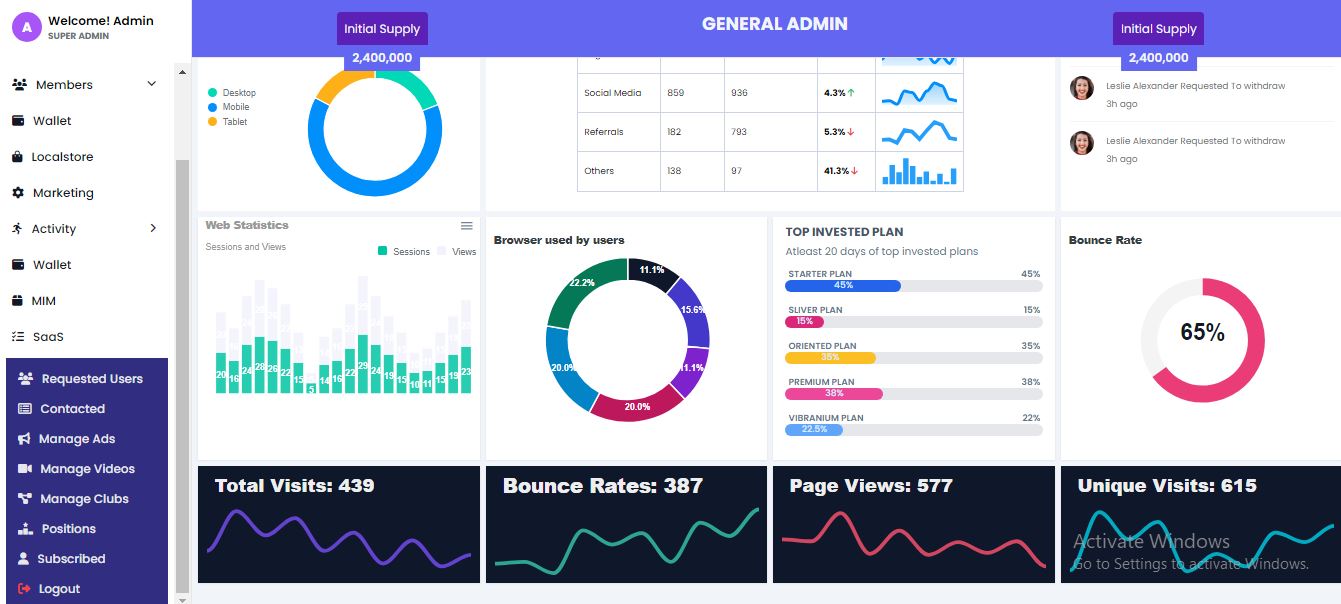 A
Welcome! Admin
SUPER ADMIN
Initial Supply
2,400,000
GENERAL ADMIN
Initial Supply
2,400,000
Members
Wallet
Localstore
Marketing
Activity
Wallet
MIM
SaaS
Requested Users
Contacted
Manage Ads
Manage Videos
Manage Clubs
Positions
Subscribed
Logout
Desktop
Mobile
Tablet
Social Media 859 936 4.3%↑
Referrals 182 793 5.3%↓
Others 138 97 41.3%↓
Leslie Alexander Requested To withdraw
3h ago
Leslie Alexander Requested To withdraw
3h ago
Web Statistics
Sessions and Views
Sessions Views
20 16 24 28 26 22 15 5 14 16 22 29 24 19 15 10 11 15 19 23
Browser used by users
11.1%
15.6%
11.1%
20.0%
20.0%
22.2%
TOP INVESTED PLAN
Atleast 20 days of top invested plans
STARTER PLAN 45%
45%
SLIVER PLAN 15%
15%
ORIENTED PLAN 35%
35%
PREMIUM PLAN 38%
38%
VIBRANIUM PLAN 22%
22.5%
Bounce Rate
65%
Total Visits: 439
Bounce Rates: 387
Page Views: 577
Unique Visits: 615
Activate Windows
Go to Settings to activate Windows.